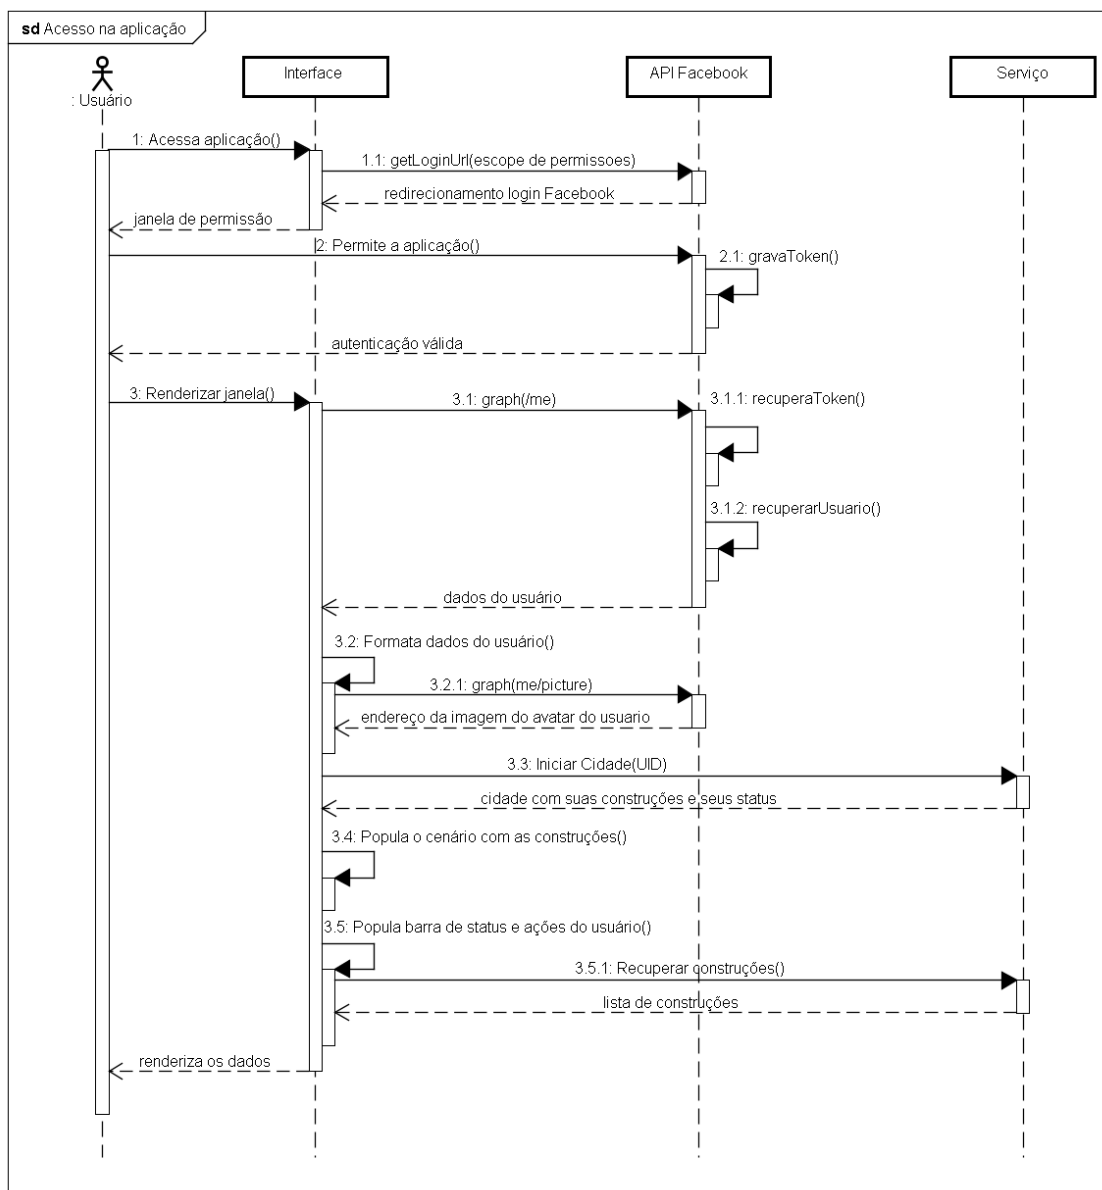 sd Acesso na aplicação
Interface
API Facebook
Serviço
: Usuário
1: Acessa aplicação()
1.1: getLoginUrl(escope de permissoes)
redirecionamento login Facebook
janela de permissão
2: Permite a aplicação()
2.1: gravaToken()
autenticação válida
3: Renderizar janela()
3.1: graph(/me)
3.1.1: recuperaToken()
3.1.2: recuperarUsuario()
dados do usuário
3.2: Formata dados do usuário()
3.2.1: graph(me/picture)
endereço da imagem do avatar do usuario
3.3: Iniciar Cidade(UID)
cidade com suas construções e seus status
3.4: Popula o cenário com as construções()
3.5: Popula barra de status e ações do usuário()
3.5.1: Recuperar construções()
lista de construções
renderiza os dados